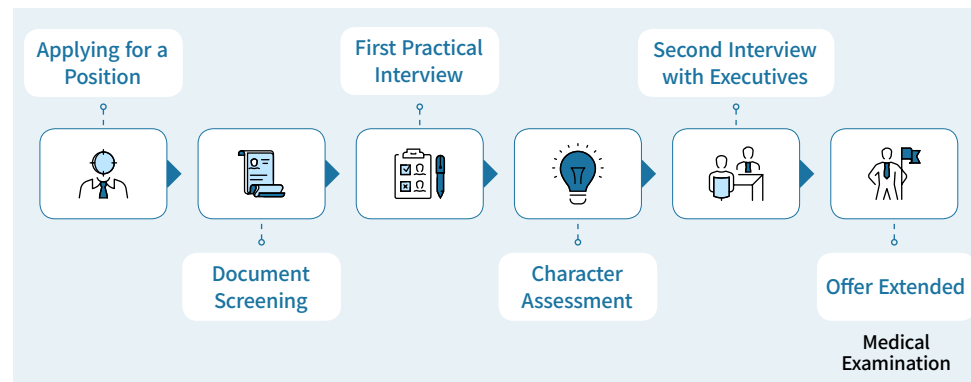 Applying for a
Position
Document
Screening
First Practical
Interview
Character
Assessment
Second Interview
with Executives
Offer Extended
Medical
Examination